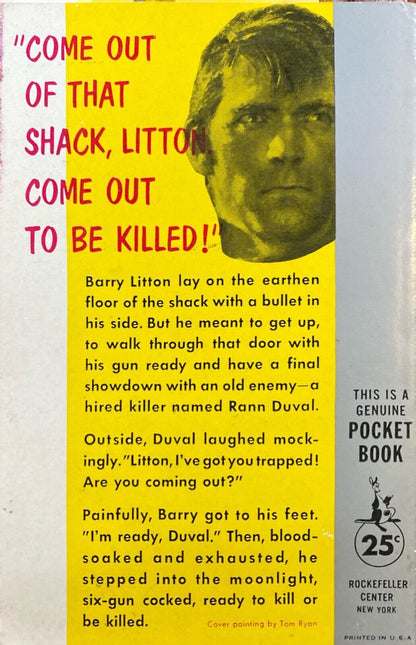 "COME OUT
OF THAT
SHACK, LITTON,
COME OUT
TO BE KILLED!"
Barry Litton lay on the earthen
floor of the shack with a bullet in
his side. But he meant to get up,
to walk through that door with
his gun ready and have a final
showdown with an old enemy—a
hired killer named Rann Duval.
Outside, Duval laughed mock-
ingly. "Litton, I've got you trapped!
Are you coming out?"
Painfully, Barry got to his feet.
"I'm ready, Duval." Then, blood-
soaked and exhausted, he
stepped into the moonlight,
six-gun cocked, ready to kill or
be killed.
Cover painting by Tom Ryan
THIS IS A
GENUINE
POCKET
BOOK
25c
ROCKEFELLER
CENTER
NEW YORK
PRINTED IN U.S.A